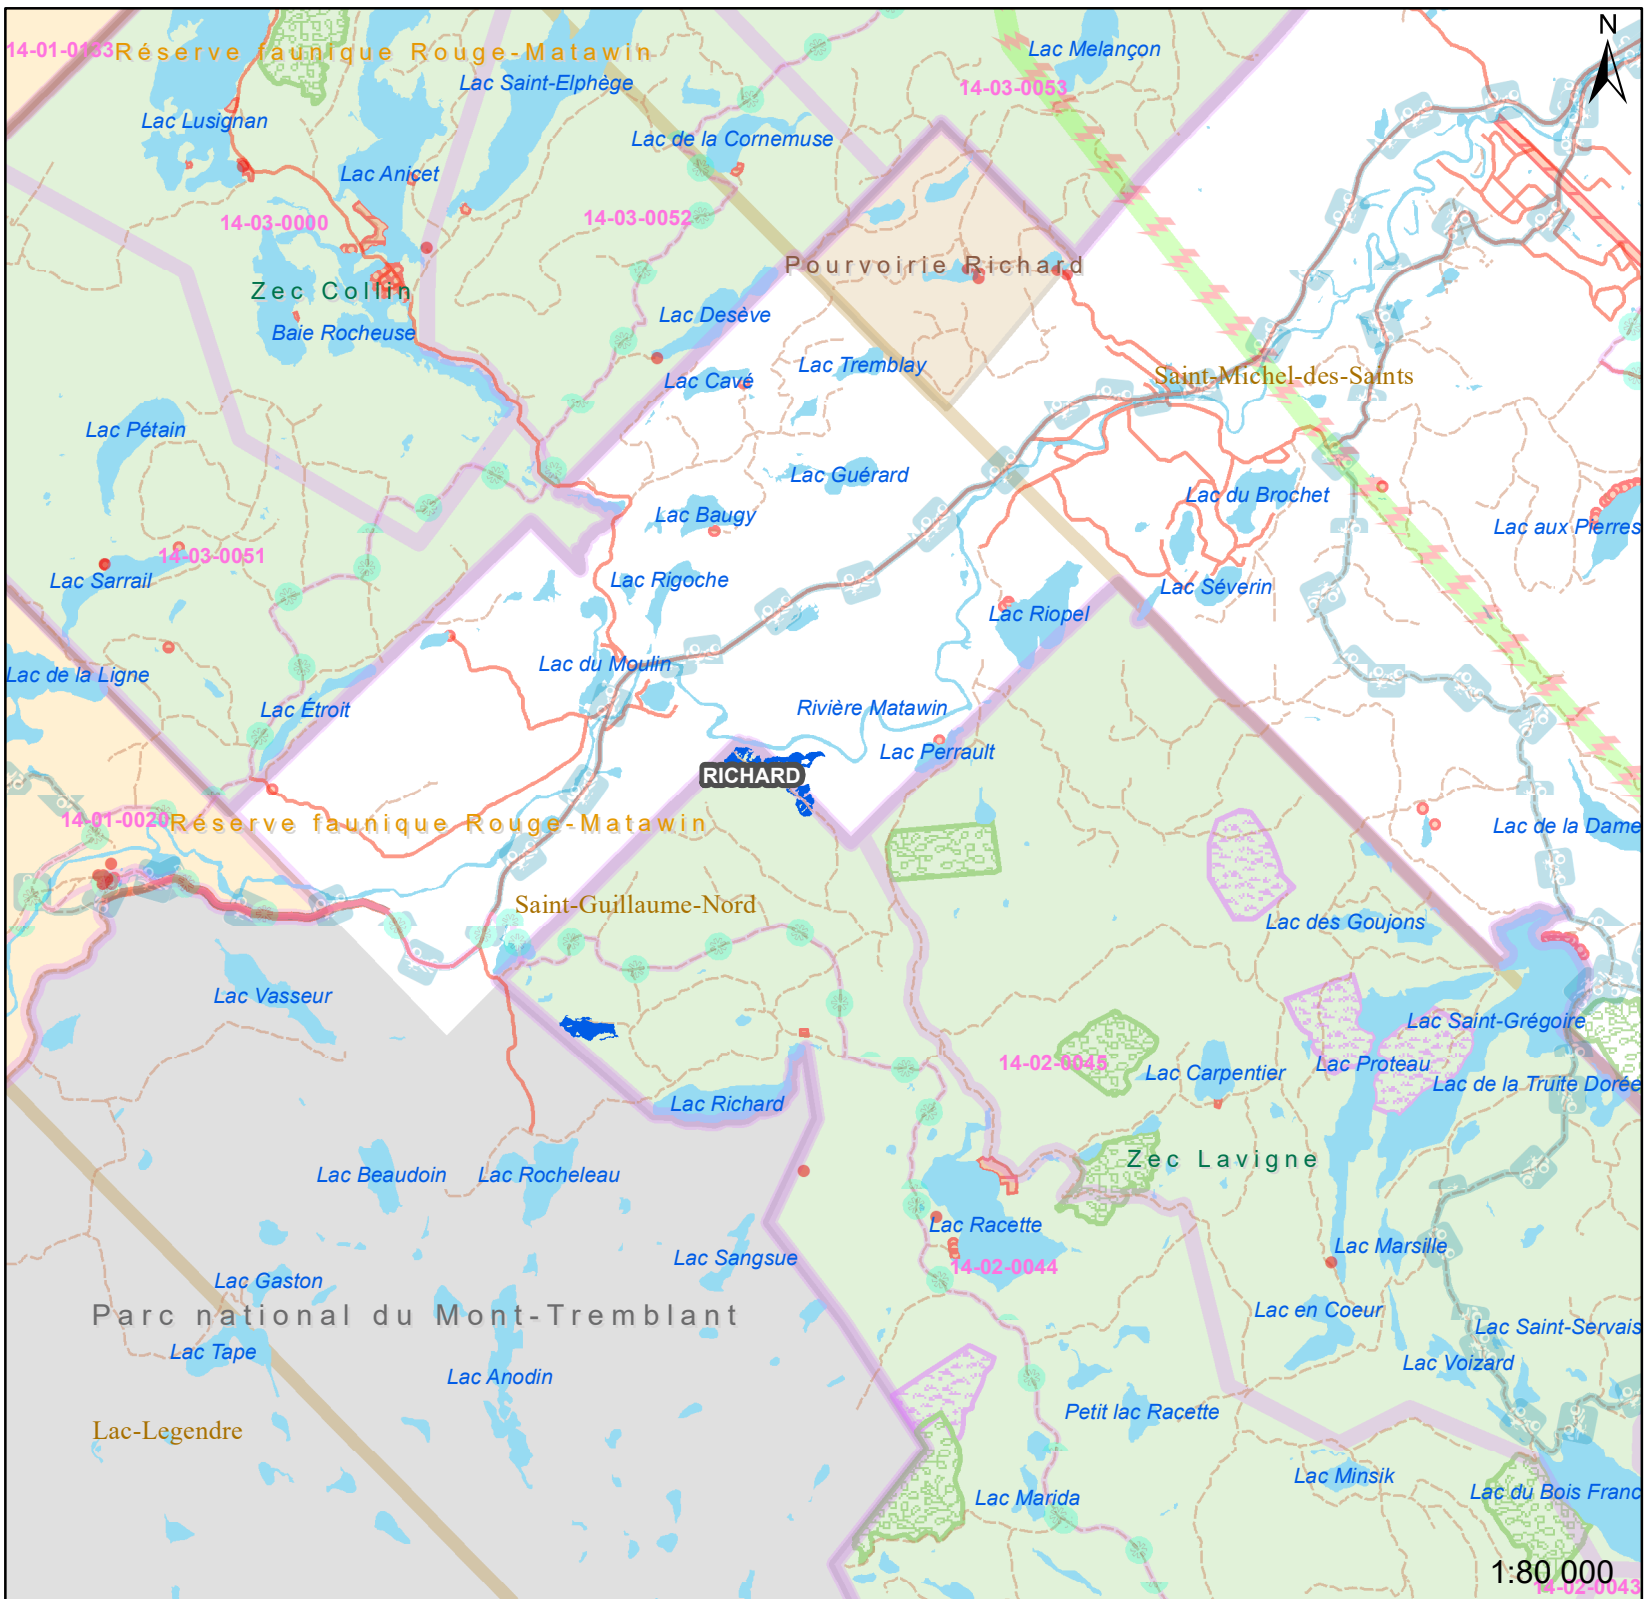 N
14-01-0133
Réserve faunique Rouge-Matawin
Lac Melançon
Lac Saint-Elphège
14-03-0053
Lac Lusignan
Lac de la Cornemuse
Lac Anicet
14-03-0000
14-03-0052
Pourvoirie Richard
Zec Collin
Lac Desève
Baie Rocheuse
Lac Tremblay
Lac Cavé
Saint-Michel-des-Saints
Lac Pétain
Lac Guérard
Lac du Brochet
Lac Baugy
Lac aux Pierres
14-03-0051
Lac Sarrail
Lac Rigoche
Lac Séverin
Lac Riopel
Lac du Moulin
Lac de la Ligne
Lac Étroit
Rivière Matawin
Lac Perrault
RICHARD
14-01-0020
Réserve faunique Rouge-Matawin
Lac de la Dame
Saint-Guillaume-Nord
Lac des Goujons
Lac Vasseur
Lac Saint-Grégoire
14-02-0045
Lac Carpentier
Lac Proteau
Lac de la Truite Dorée
Lac Richard
Zec Lavigne
Lac Beaudoin
Lac Rocheleau
Lac Racette
Lac Marsille
Lac Sangsue
14-02-0044
Lac Gaston
Lac en Coeur
Parc national du Mont-Tremblant
Lac Saint-Servais
Lac Tape
Lac Voizard
Lac Anodin
Petit lac Racette
Lac-Legendre
Lac Minsik
Lac du Bois Franc
Lac Marida
1:80 000
14-02-0043